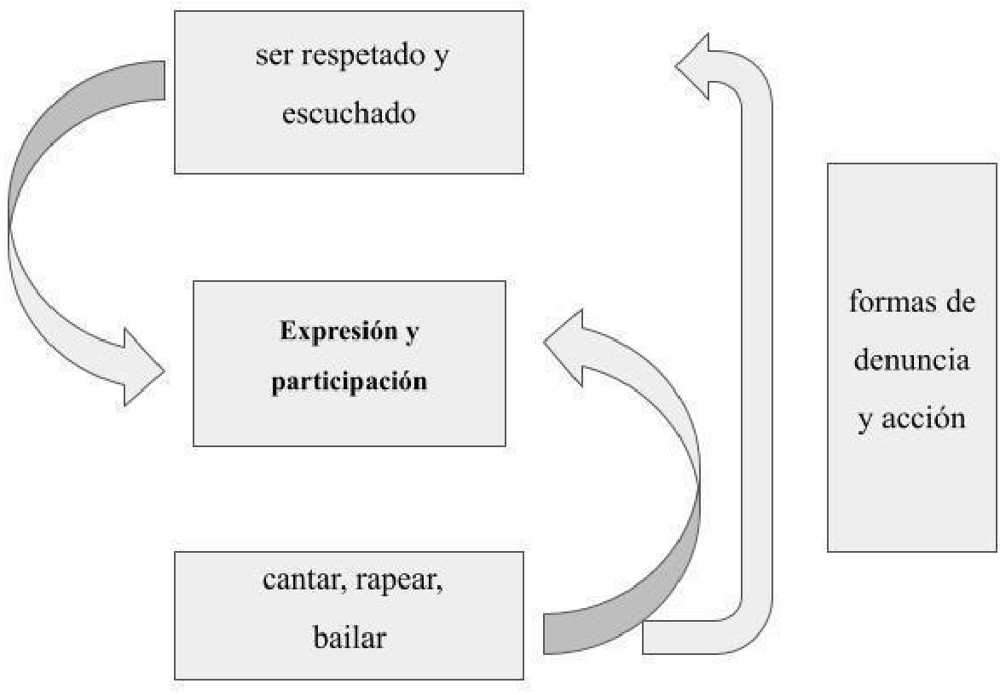 ser respetado y
escuchado
Expresión y
participación
cantar, rapear,
bailar
formas de
denuncia
y acción